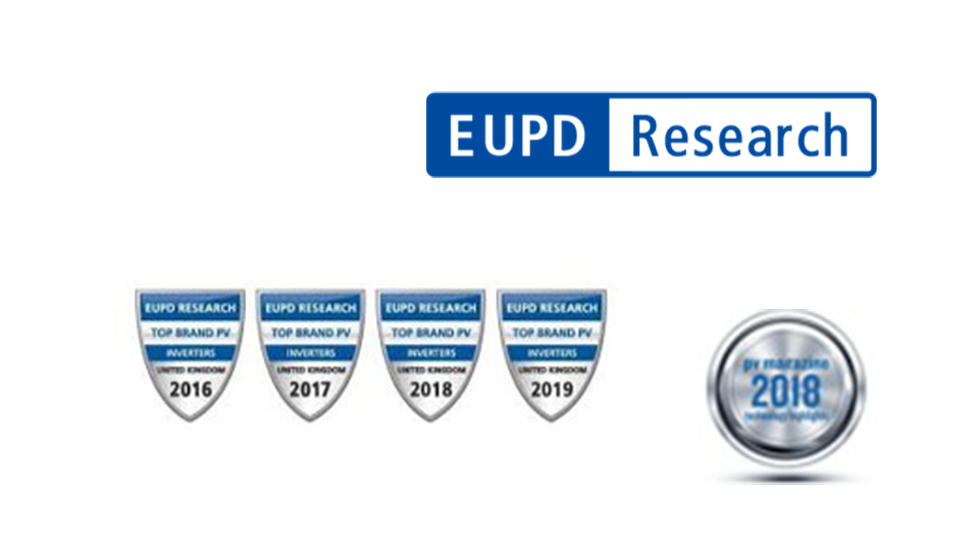 EUPD Research
EUPD RESEARCH
TOP BRAND PV
INVERTERS
UNITED KINGDOM
2016
EUPD RESEARCH
TOP BRAND PV
INVERTERS
UNITED KINGDOM
2017
EUPD RESEARCH
TOP BRAND PV
INVERTERS
UNITED KINGDOM
2018
EUPD RESEARCH
TOP BRAND PV
INVERTERS
UNITED KINGDOM
2019
pv magazine
2018
technology highlights